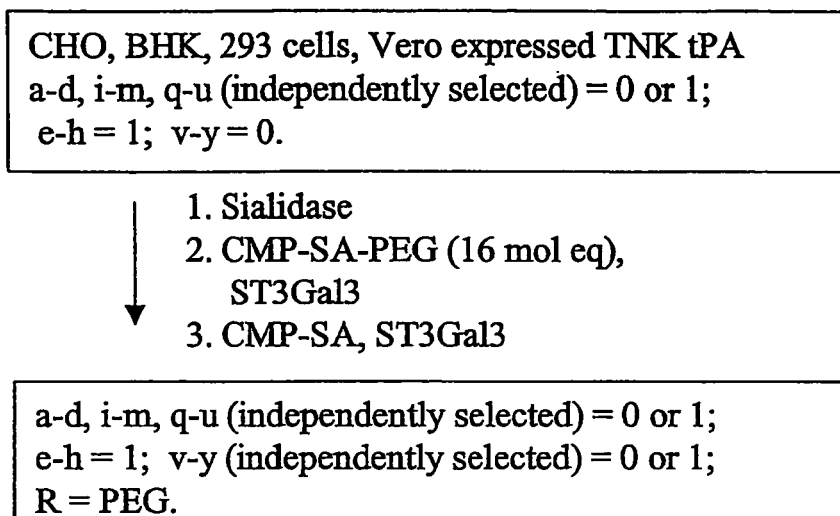 CHO, BHK, 293 cells, Vero expressed TNK tPA
a-d, i-m, q-u (independently selected) = 0 or 1;
e-h = 1; v-y = 0.
1. Sialidase
2. CMP-SA-PEG (16 mol eq),
ST3Gal3
3. CMP-SA, ST3Gal3
a-d, i-m, q-u (independently selected) = 0 or 1;
e-h = 1; v-y (independently selected) = 0 or 1;
R = PEG.